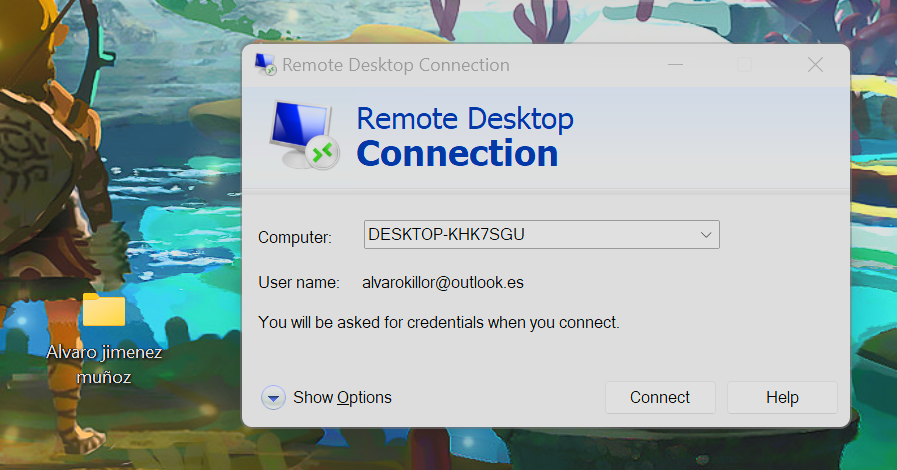 Remote Desktop Connection
Remote Desktop
Connection
Computer:
DESKTOP-KHK7SGU
User name:
alvarokillor@outlook.es
You will be asked for credentials when you connect.
Alvaro jimenez
muñoz
Show Options
Connect
Help